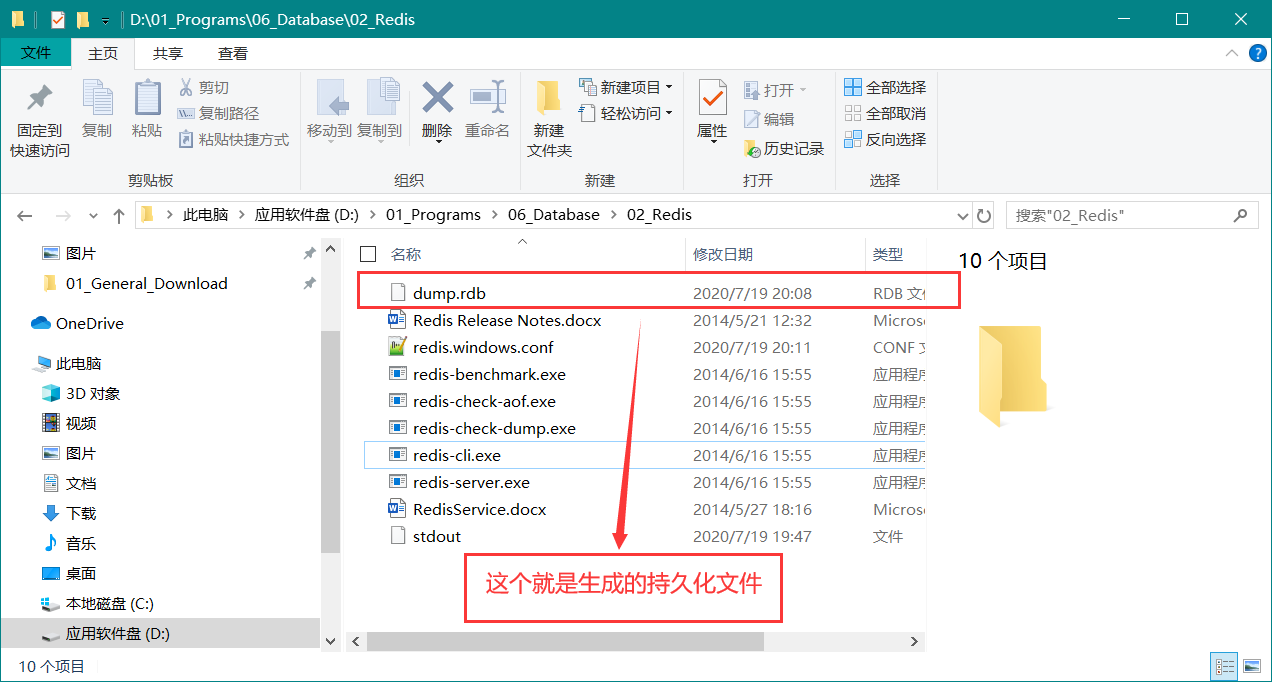 D:\01_Programs\06_Database\02_Redis
文件 主页 共享 查看
固定到快速访问
复制
粘贴
剪切
复制路径
粘贴快捷方式
剪贴板
移动到 复制到 删除 重命名
组织
新建文件夹
新建项目
轻松访问
新建
属性
打开
编辑
历史记录
打开
全部选择
全部取消
反向选择
选择
此电脑 应用软件盘 (D:) 01_Programs 06_Database 02_Redis
搜索"02_Redis"
图片
01_General_Download
OneDrive
此电脑
3D 对象
视频
图片
文档
下载
音乐
桌面
本地磁盘 (C:)
应用软件盘 (D:)
名称 修改日期 类型
dump.rdb 2020/7/19 20:08 RDB 文
Redis Release Notes.docx 2014/5/21 12:32 Micros
redis.windows.conf 2020/7/19 20:11 CONF
redis-benchmark.exe 2014/6/16 15:55 应用程
redis-check-aof.exe 2014/6/16 15:55 应用程
redis-check-dump.exe 2014/6/16 15:55 应用程
redis-cli.exe 2014/6/16 15:55 应用程
redis-server.exe 2014/6/16 15:55 应用程
RedisService.docx 2014/5/27 18:16 Micros
stdout 2020/7/19 19:47 文件
这个就是生成的持久化文件
10 个项目
10 个项目